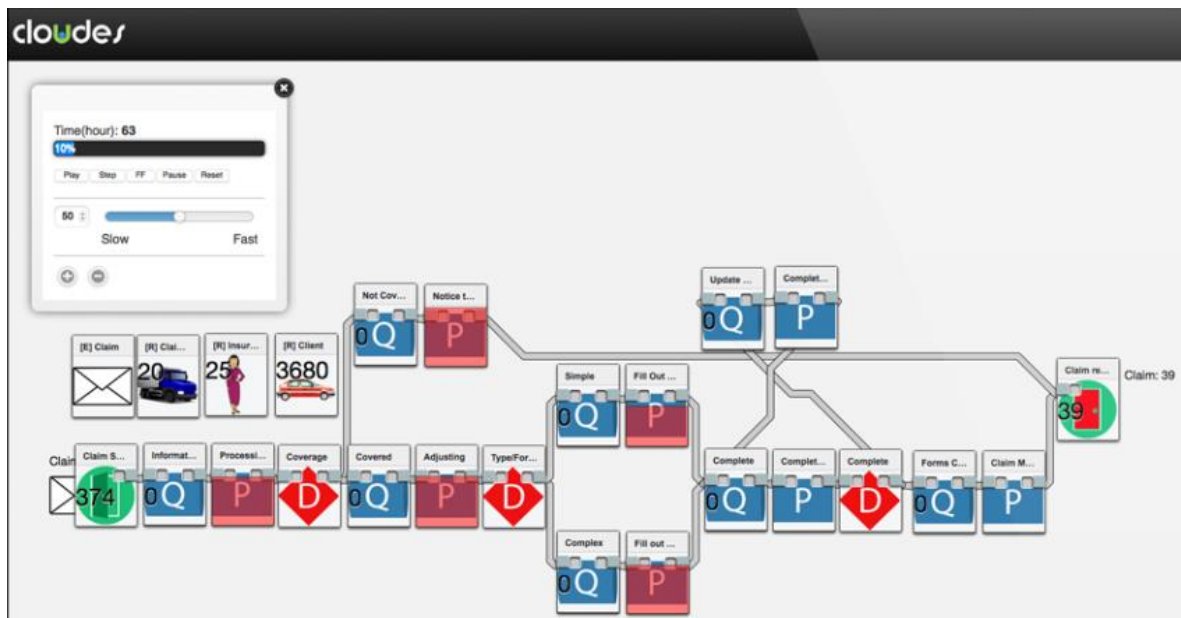 cloudes
Time(hour): 63
10%
Play Step FF Pause Reset
50
Slow Fast
Update ... Complet...
0Q P
Not Cov... Notice t...
0Q P
[E] Claim [R] Clai... [R] Insur... [R] Client
20 25 3680
Claim re... Claim: 39
39
Simple Fill Out ...
0Q P
Claim S... Informat... Processi... Coverage Covered Adjusting Type/For... Complete Complet... Complete Forms C... Claim M...
374 0Q P D 0Q P D 0Q P D 0Q P
Complex Fill out ...
0Q P